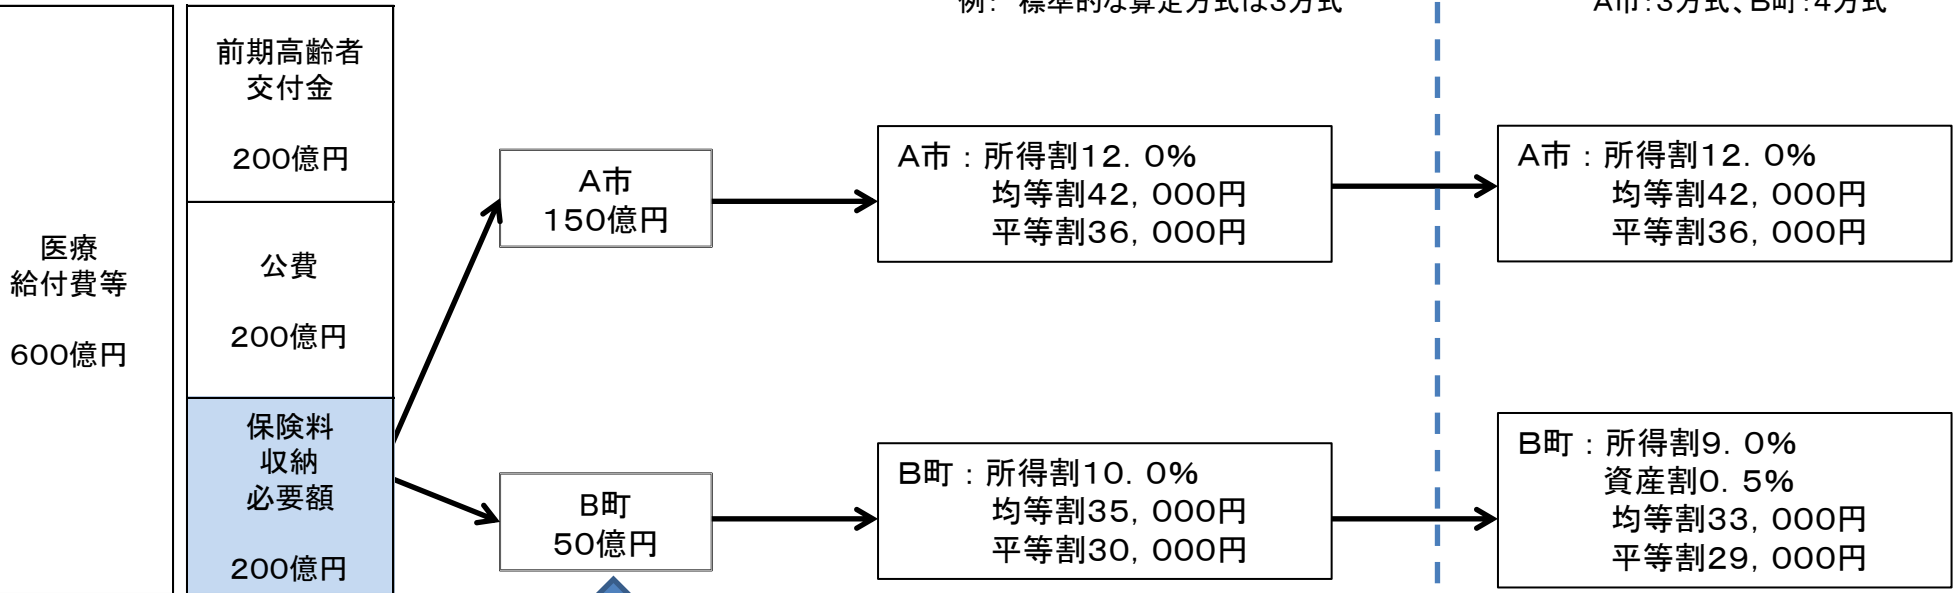 例： 標準的な算定方式は３方式
A市：３方式、B町：４方式
医療
給付費等
６００億円
前期高齢者
交付金
２００億円
公費
２００億円
保険料
収納
必要額
２００億円
A市
１５０億円
B町
５０億円
A市：所得割１２．０％
均等割４２，０００円
平等割３６，０００円
B町：所得割１０．０％
均等割３５，０００円
平等割３０，０００円
A市：所得割１２．０％
均等割４２，０００円
平等割３６，０００円
B町：所得割９．０％
資産割０．５％
均等割３３，０００円
平等割２９，０００円